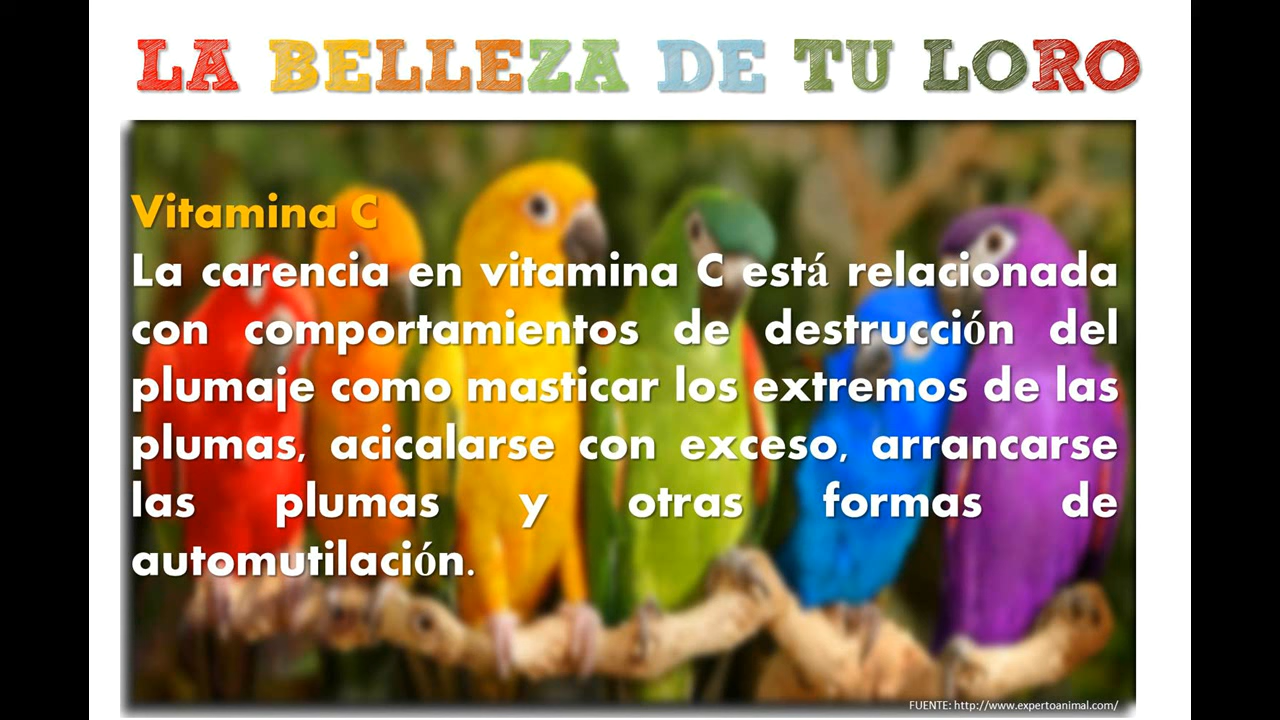 LA BELLEZA DE TU LORO
Vitamina C
La carencia en vitamina C está relacionada
con comportamientos de destrucción del
plumaje como masticar los extremos de las
plumas, acicalarse con exceso, arrancarse
las plumas y otras formas de
automutilación.
FUENTE: http://www.expertoanimal.com/